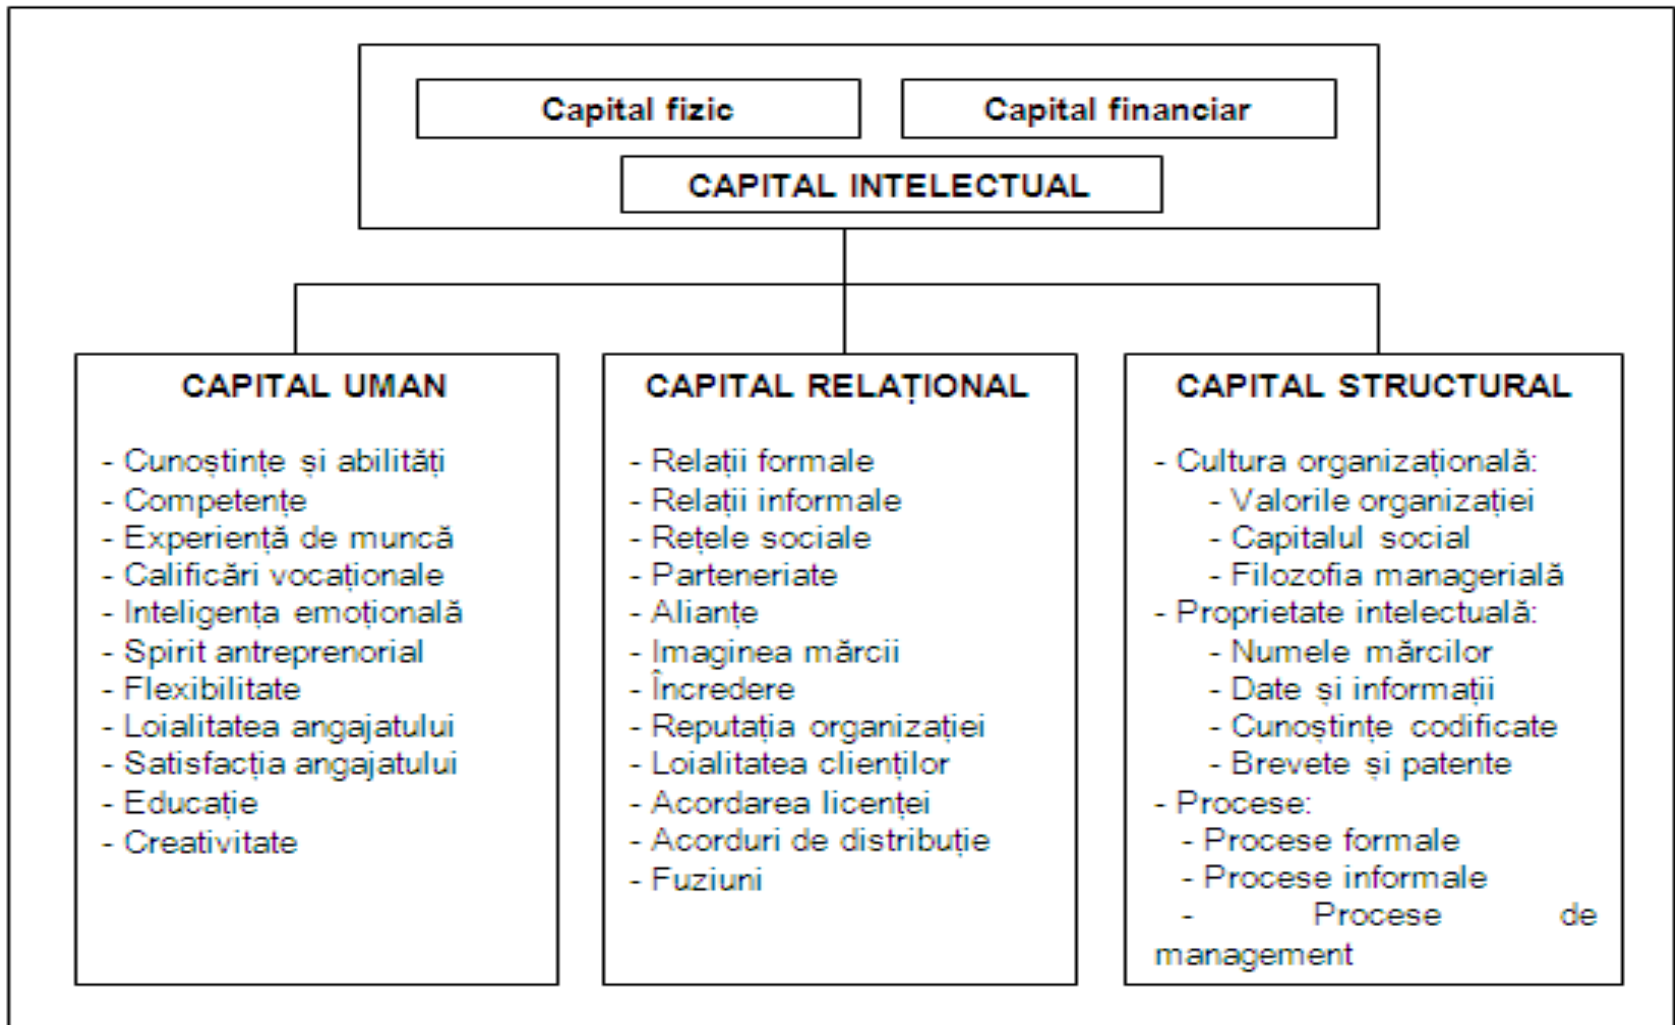 Capital fizic
Capital financiar
CAPITAL INTELECTUAL
CAPITAL UMAN
- Cunoștințe și abilități
- Competențe
- Experiență de muncă
- Calificări vocaționale
- Inteligența emoțională
- Spirit antreprenorial
- Flexibilitate
- Loialitatea angajatului
- Satisfacția angajatului
- Educație
- Creativitate
CAPITAL RELAȚIONAL
- Relații formale
- Relații informale
- Rețele sociale
- Parteneriate
- Alianțe
- Imaginea mărcii
- Încredere
- Reputația organizației
- Loialitatea clienților
- Acordarea licenței
- Acorduri de distribuție
- Fuziuni
CAPITAL STRUCTURAL
- Cultura organizațională:
- Valorile organizației
- Capitalul social
- Filozofia managerială
- Proprietate intelectuală:
- Numele mărcilor
- Date și informații
- Cunoștințe codificate
- Brevete și patente
- Procese:
- Procese formale
- Procese informale
- Procese de
management